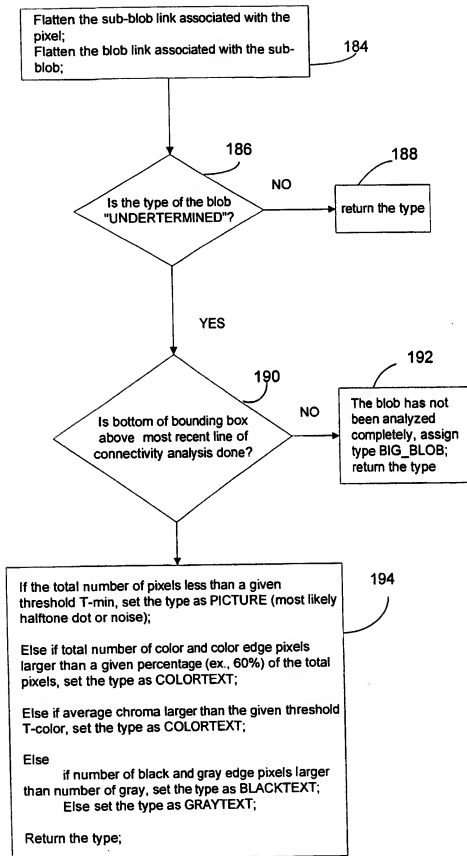 Flatten the sub-blob link associated with the
pixel;
Flatten the blob link associated with the sub-
blob;
184
186
Is the type of the blob
"UNDERTERMINED"?
NO
188
return the type
YES
190
Is bottom of bounding box
above most recent line of
connectivity analysis done?
NO
192
The blob has not
been analyzed
completely, assign
type BIG_BLOB;
return the type
194
If the total number of pixels less than a given
threshold T-min, set the type as PICTURE (most likely
halftone dot or noise);
Else if total number of color and color edge pixels
larger than a given percentage (ex., 60%) of the total
pixels, set the type as COLORTEXT;
Else if average chroma larger than the given threshold
T-color, set the type as COLORTEXT;
Else
if number of black and gray edge pixels larger
than number of gray, set the type as BLACKTEXT;
Else set the type as GRAYTEXT;
Return the type;